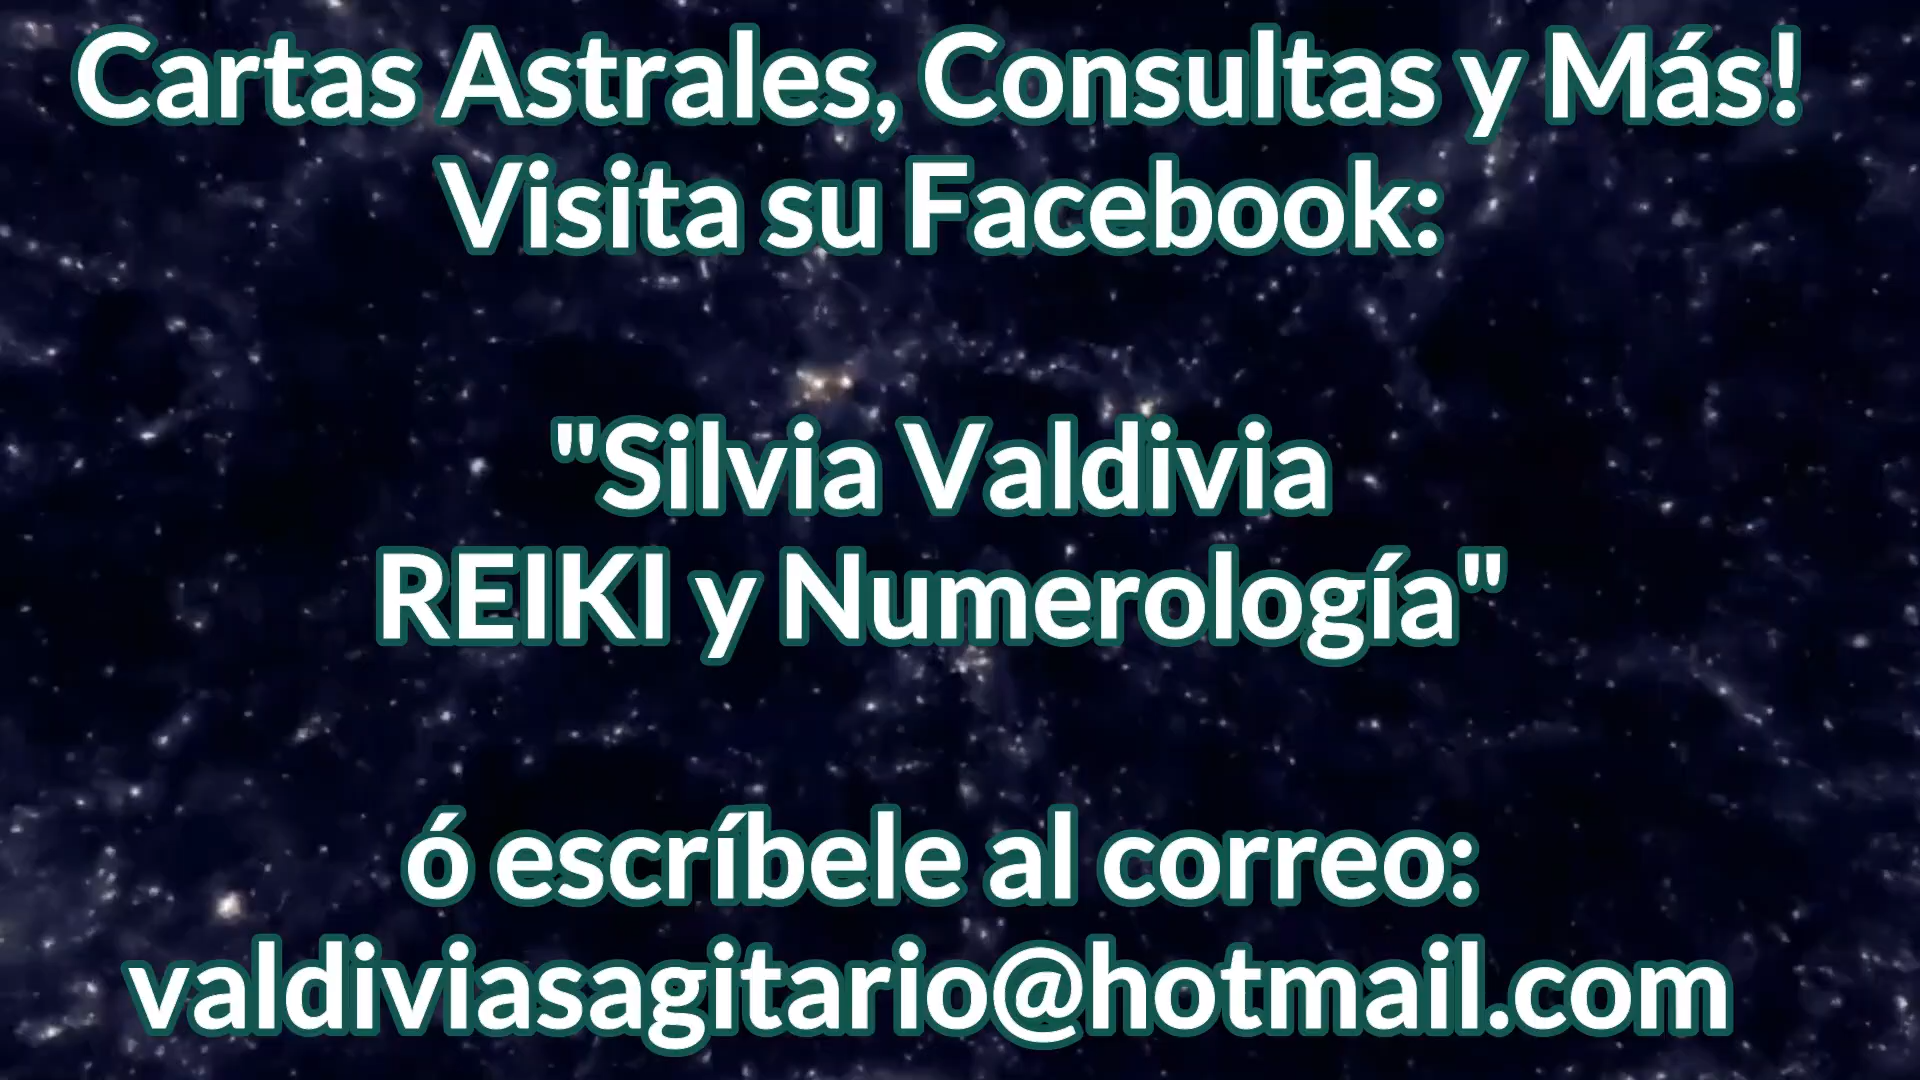 Cartas Astrales, Consultas y Más!
Visita su Facebook:
"Silvia Valdivia
REIKI y Numerología"
ó escríbele al correo:
valdiviasagitario@hotmail.com